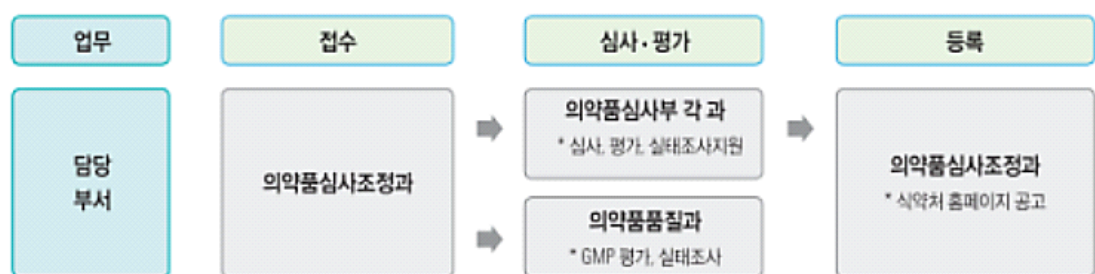 업무
접수
심사·평가
등록
담당
부서
의약품심사조정과
의약품심사부 각 과
* 심사, 평가, 실태조사지원
의약품품질과
* GMP 평가, 실태조사
의약품심사조정과
* 식약처 홈페이지 공고